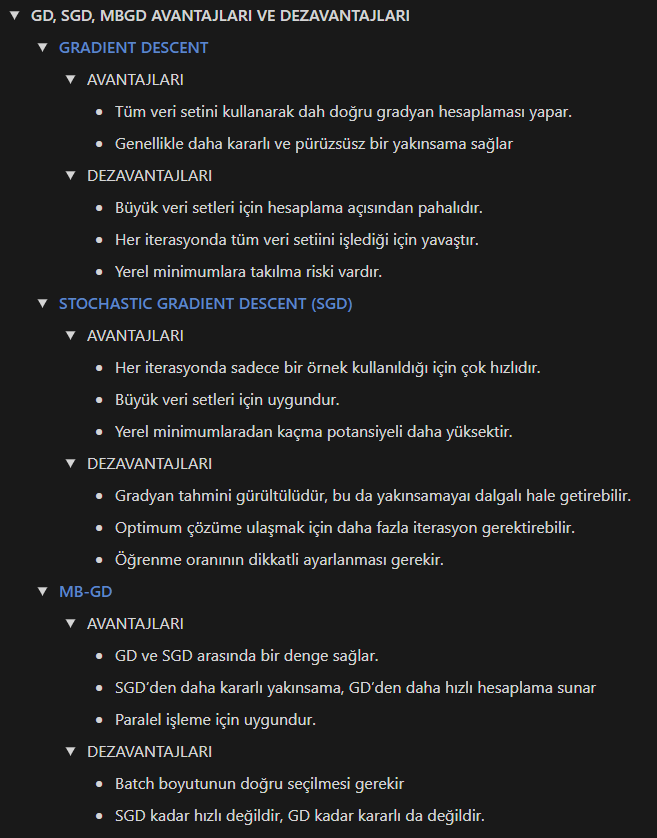 GD, SGD, MBGD AVANTAJLARI VE DEZAVANTAJLARI
GRADIENT DESCENT
AVANTAJLARI
Tüm veri setini kullanarak dah doğru gradyan hesaplaması yapar.
Genellikle daha kararlı ve pürüzsüsz bir yakınsama sağlar
DEZAVANTAJLARI
Büyük veri setleri için hesaplama açısından pahalıdır.
Her iterasyonda tüm veri setiini işlediği için yavaştır.
Yerel minimumlara takılma riski vardır.
STOCHASTIC GRADIENT DESCENT (SGD)
AVANTAJLARI
Her iterasyonda sadece bir örnek kullanıldığı için çok hızlıdır.
Büyük veri setleri için uygundur.
Yerel minimumlaradan kaçma potansiyeli daha yüksektir.
DEZAVANTAJLARI
Gradyan tahmini gürültülüdür, bu da yakınsamayaı dalgalı hale getirebilir.
Optimum çözüme ulaşmak için daha fazla iterasyon gerektirebilir.
Öğrenme oranının dikkatli ayarlanması gerekir.
MB-GD
AVANTAJLARI
GD ve SGD arasında bir denge sağlar.
SGD’den daha kararlı yakınsama, GD’den daha hızlı hesaplama sunar
Paralel işleme için uygundur.
DEZAVANTAJLARI
Batch boyutunun doğru seçilmesi gerekir
SGD kadar hızlı değildir, GD kadar kararlı da değildir.